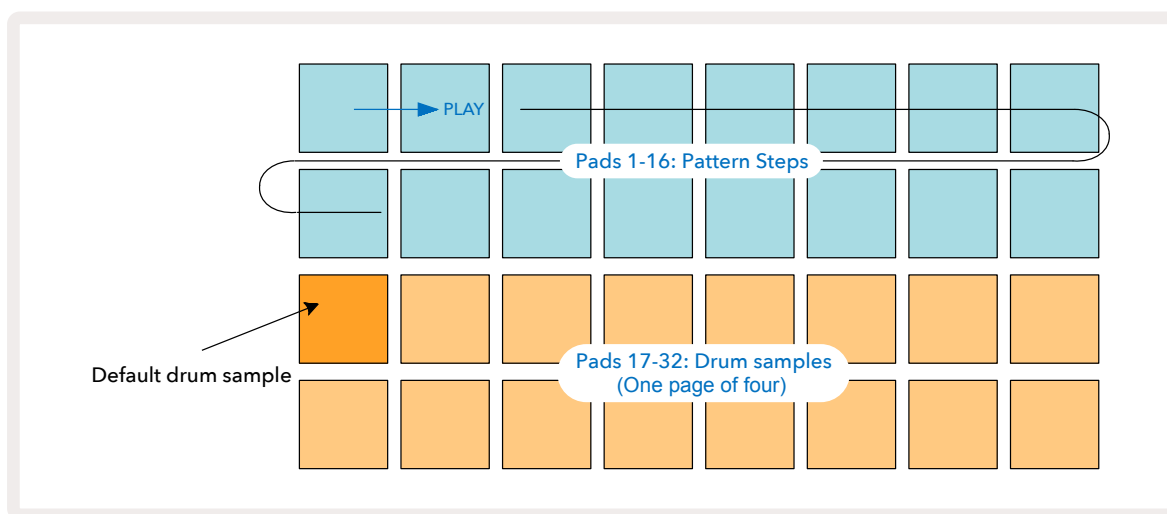 PLAY
Pads 1-16: Pattern Steps
Default drum sample
Pads 17-32: Drum samples
(One page of four)